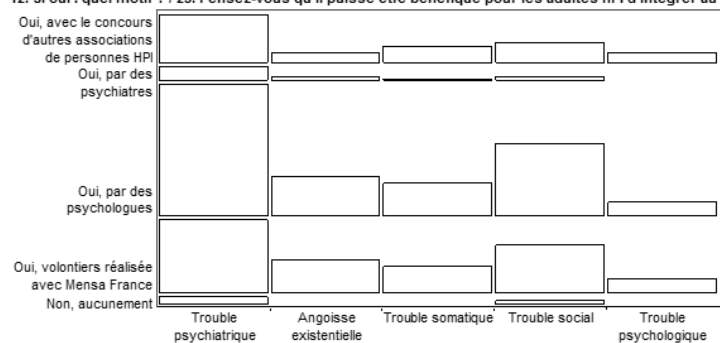 12. si oui : quel motif ? / 25. Pensez-vous qu'il puisse être bénéfique pour les adultes HPI d'intégrer au
Oui, avec le concours
d'autres associations
de personnes HPI
Oui, par des
psychiatres
Oui, par des
psychologues
Oui, volontiers réalisée
avec Mensa France
Non, aucunement
Trouble
psychiatrique
Angoisse
existentielle
Trouble somatique
Trouble social
Trouble
psychologique